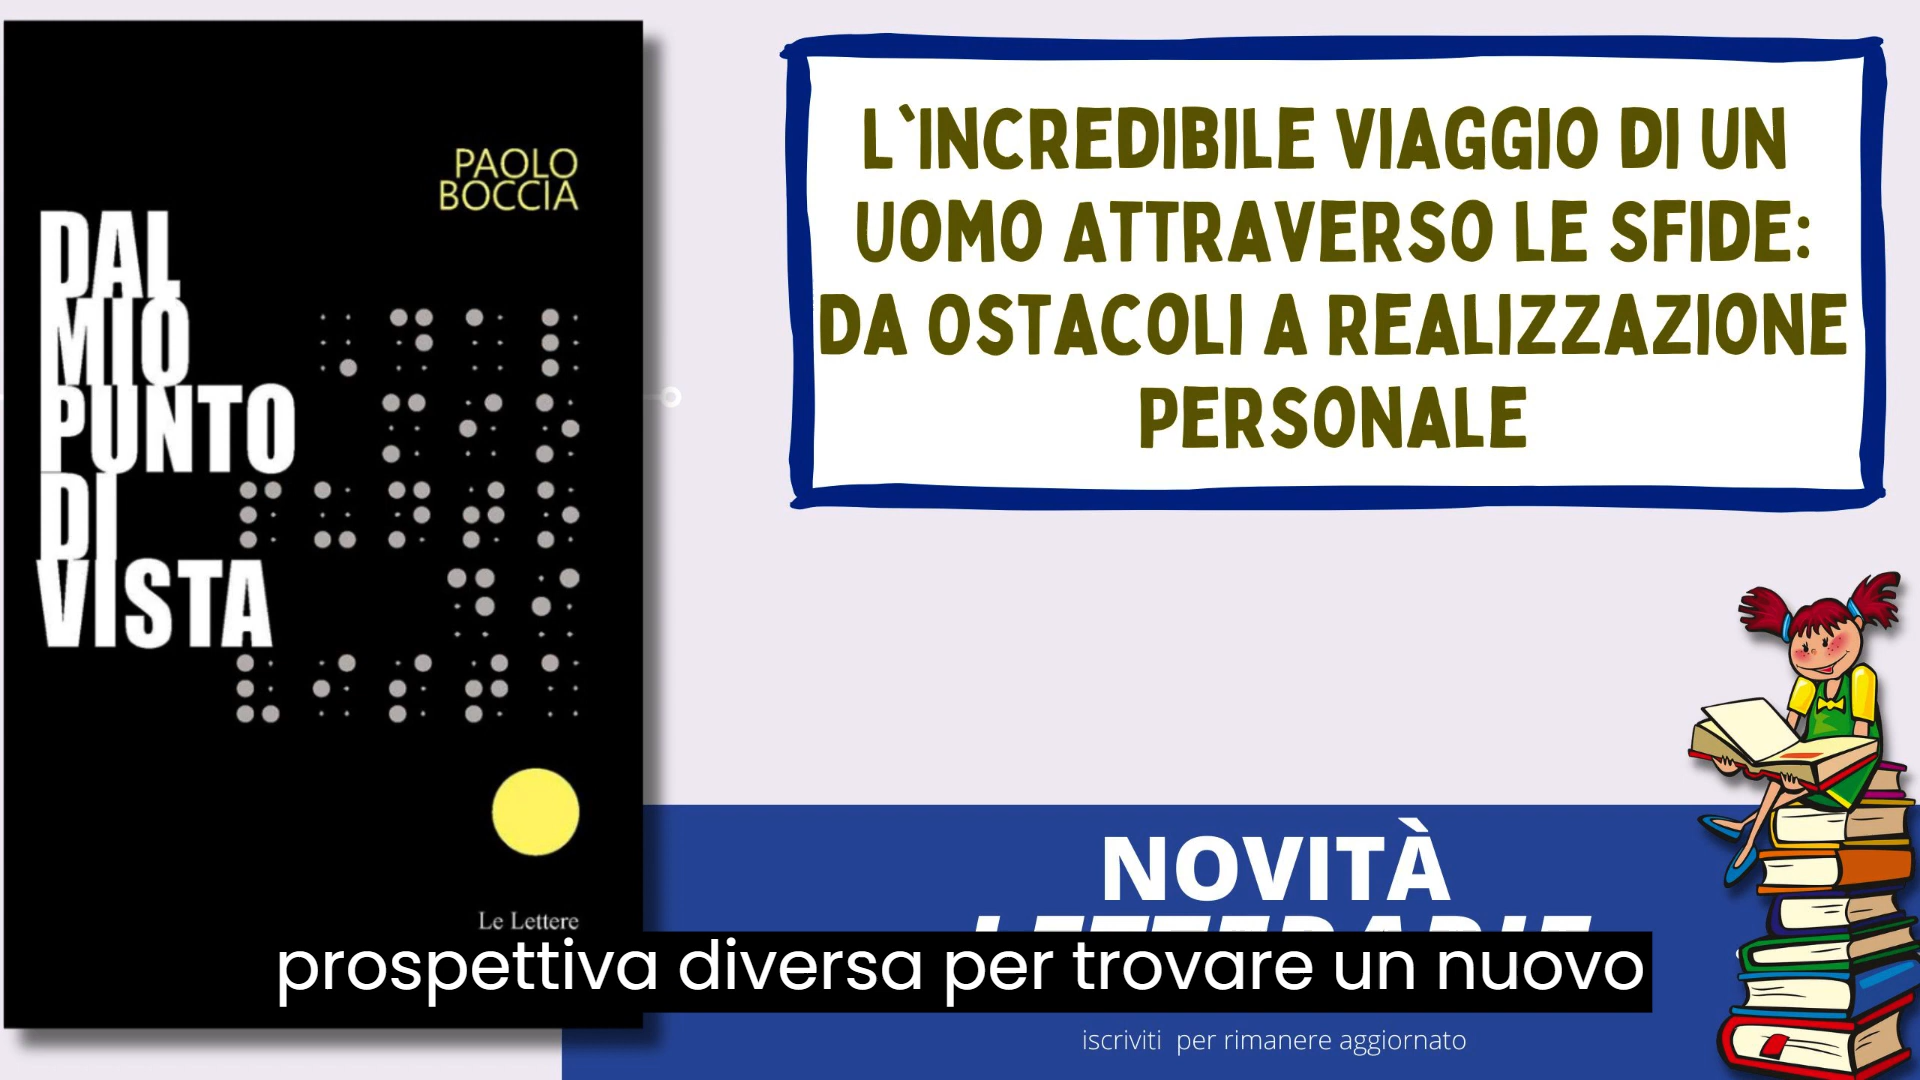 PAOLO
BOCCIA
DAL
MIO
PUNTO
DI
VISTA
Le Lettere
L`INCREDIBILE VIAGGIO DI UN
UOMO ATTRAVERSO LE SFIDE:
DA OSTACOLI A REALIZZAZIONE
PERSONALE
NOVITÀ
LETTERARIE
prospettiva diversa per trovare un nuovo
iscriviti per rimanere aggiornato